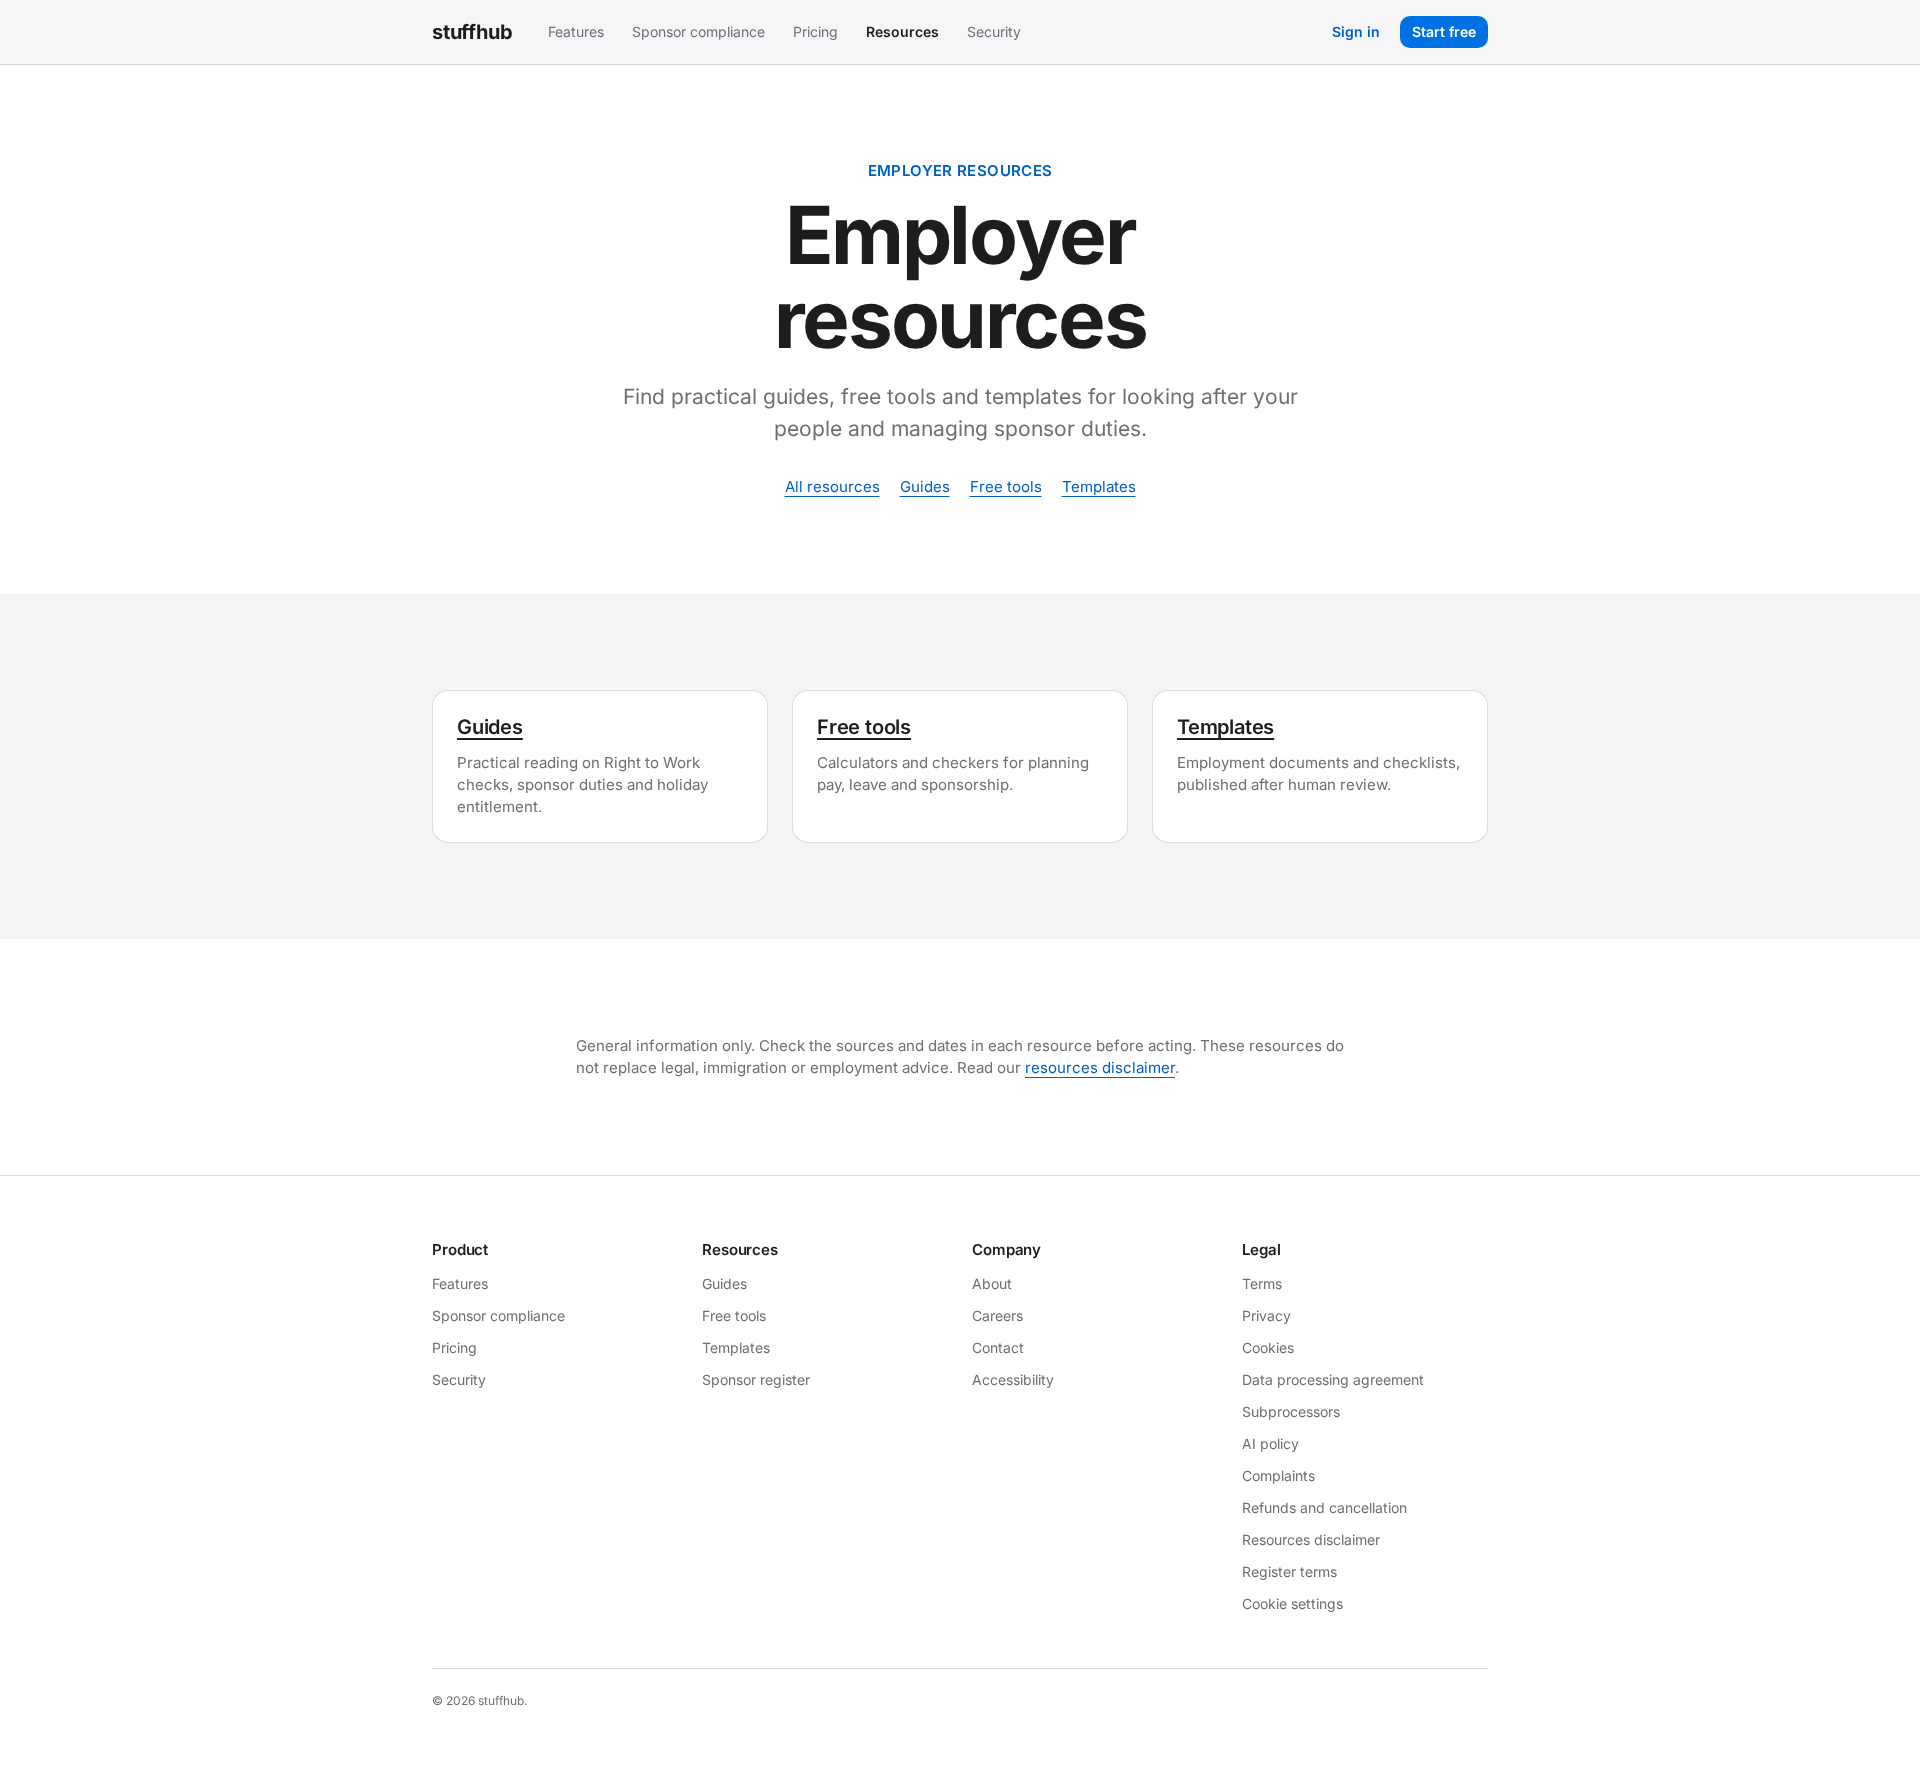 stuffhub
Features
Sponsor compliance
Pricing
Resources
Security
Sign in
Start free
EMPLOYER RESOURCES
Employer
resources
Find practical guides, free tools and templates for looking after your
people and managing sponsor duties.
All resources
Guides
Free tools
Templates
Guides
Practical reading on Right to Work
checks, sponsor duties and holiday
entitlement.
Free tools
Calculators and checkers for planning
pay, leave and sponsorship.
Templates
Employment documents and checklists,
published after human review.
General information only. Check the sources and dates in each resource before acting. These resources do
not replace legal, immigration or employment advice. Read our resources disclaimer.
Product
Features
Sponsor compliance
Pricing
Security
Resources
Guides
Free tools
Templates
Sponsor register
Company
About
Careers
Contact
Accessibility
Legal
Terms
Privacy
Cookies
Data processing agreement
Subprocessors
AI policy
Complaints
Refunds and cancellation
Resources disclaimer
Register terms
Cookie settings
© 2026 stuffhub.